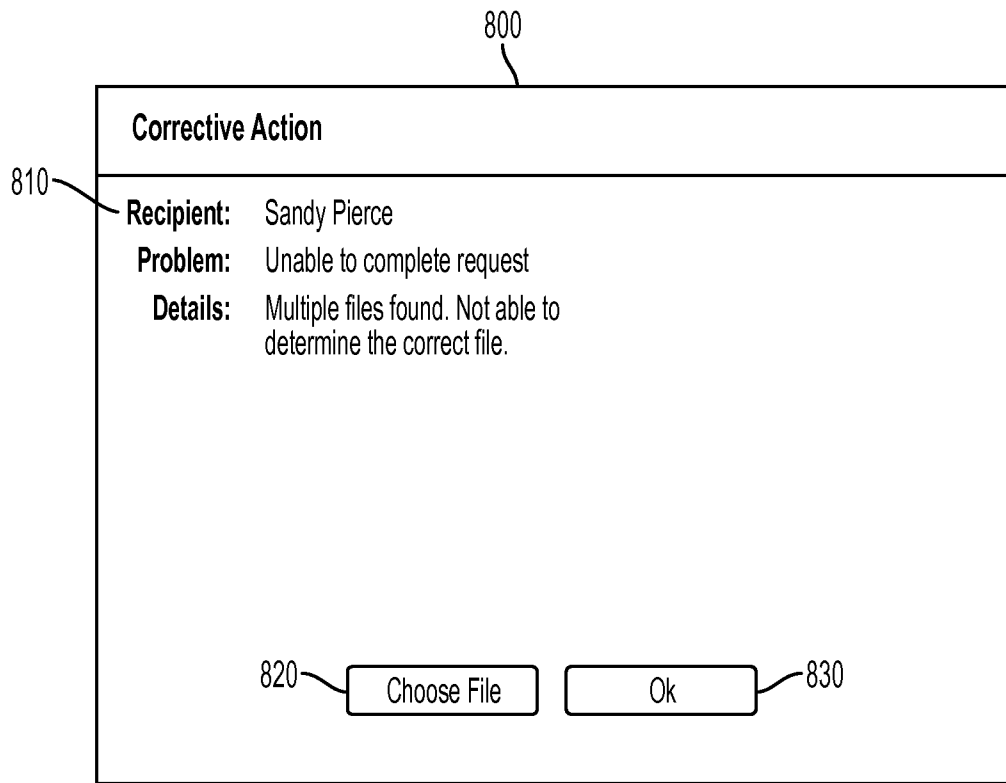 800
Corrective Action
810
Recipient: Sandy Pierce
Problem: Unable to complete request
Details: Multiple files found. Not able to
determine the correct file.
820 Choose File Ok 830